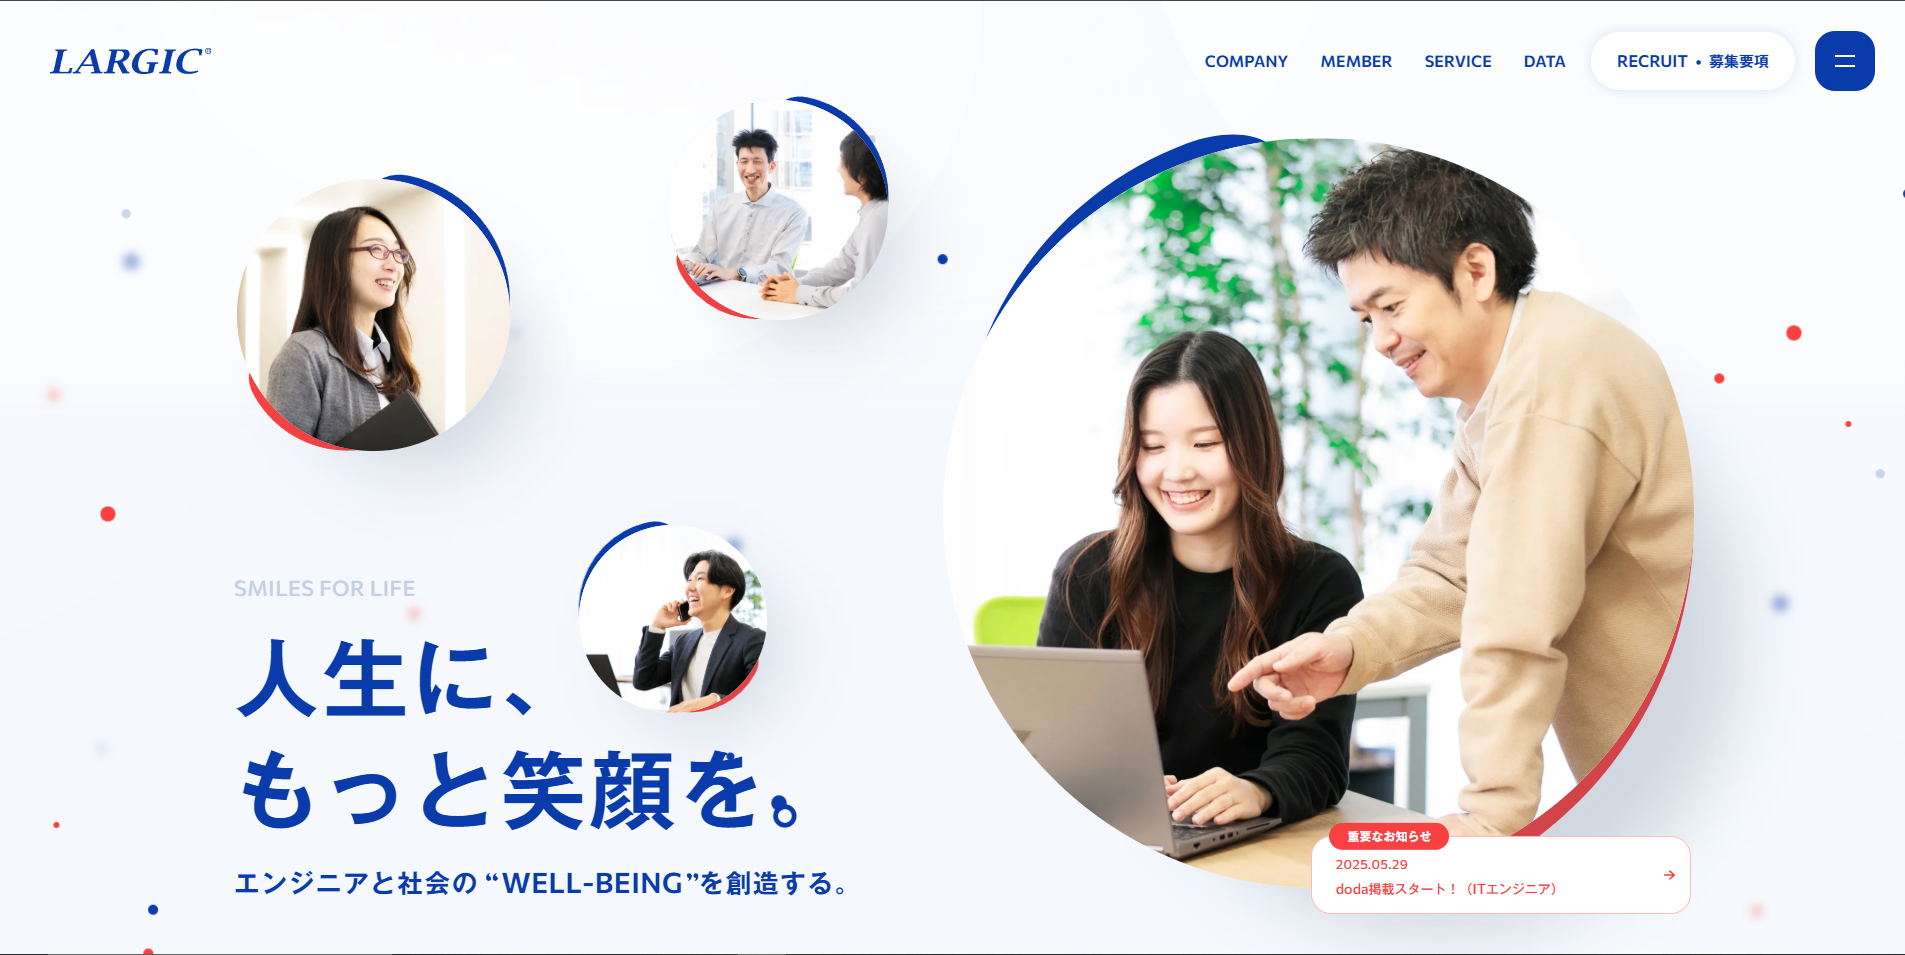 LARGIC®
COMPANY MEMBER SERVICE DATA RECRUIT • 募集要項
SMILES FOR LIFE
人生に、
もっと笑顔を。
エンジニアと社会の “WELL-BEING”を創造する。
重要なお知らせ
2025.05.29
doda掲載スタート！（ITエンジニア）